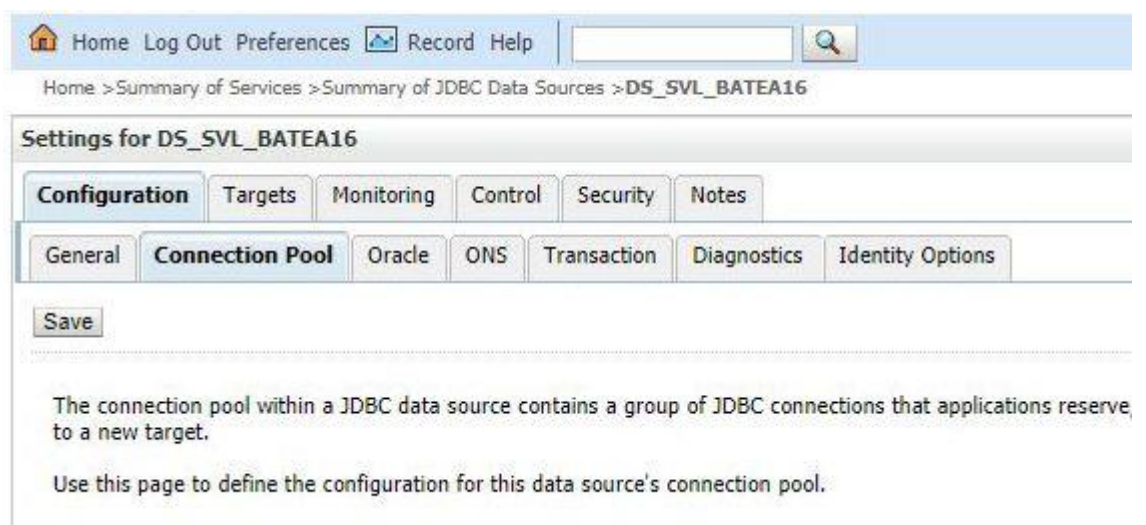 Home Log Out Preferences Record Help
Home >Summary of Services >Summary of JDBC Data Sources >DS_SVL_BATEA16
Settings for DS_SVL_BATEA16
Configuration Targets Monitoring Control Security Notes
General Connection Pool Oracle ONS Transaction Diagnostics Identity Options
Save
The connection pool within a JDBC data source contains a group of JDBC connections that applications reserve,
to a new target.
Use this page to define the configuration for this data source's connection pool.